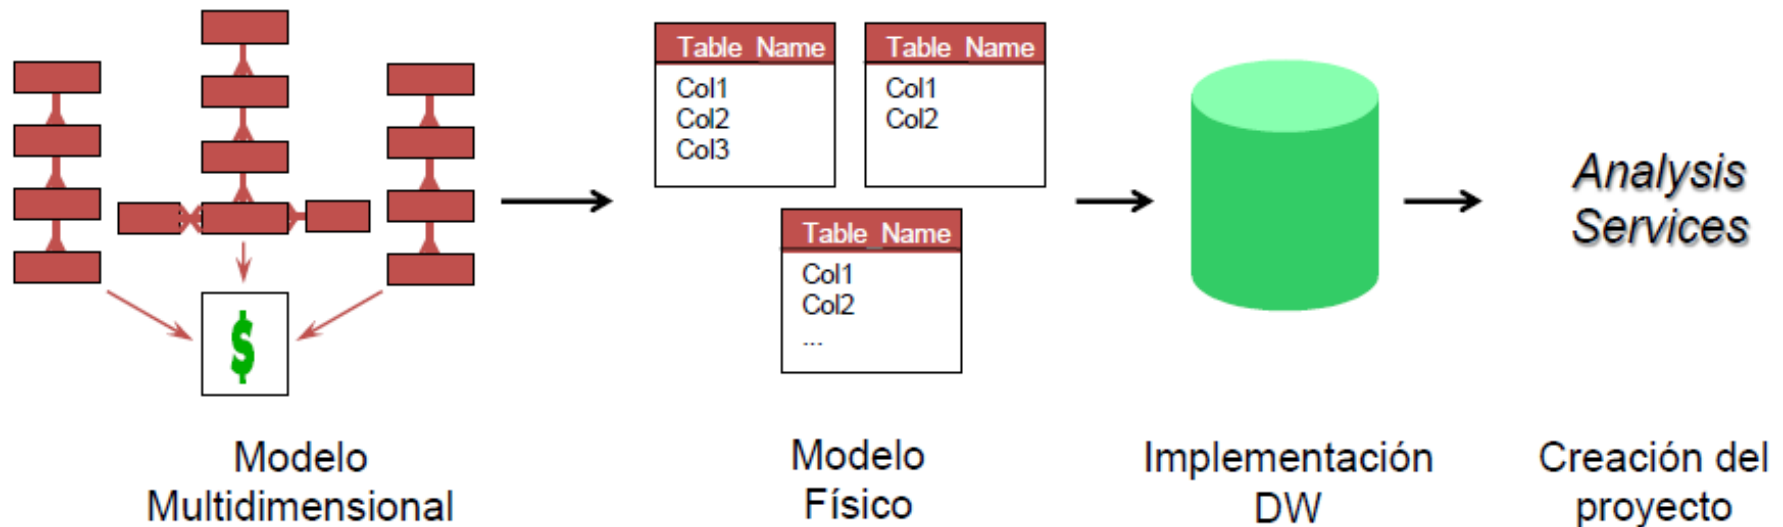 Table_Name
Col1
Col2
Col3
Table_Name
Col1
Col2
Table_Name
Col1
Col2
...
$
Analysis
Services
Modelo
Multidimensional
Modelo
Físico
Implementación
DW
Creación del
proyecto